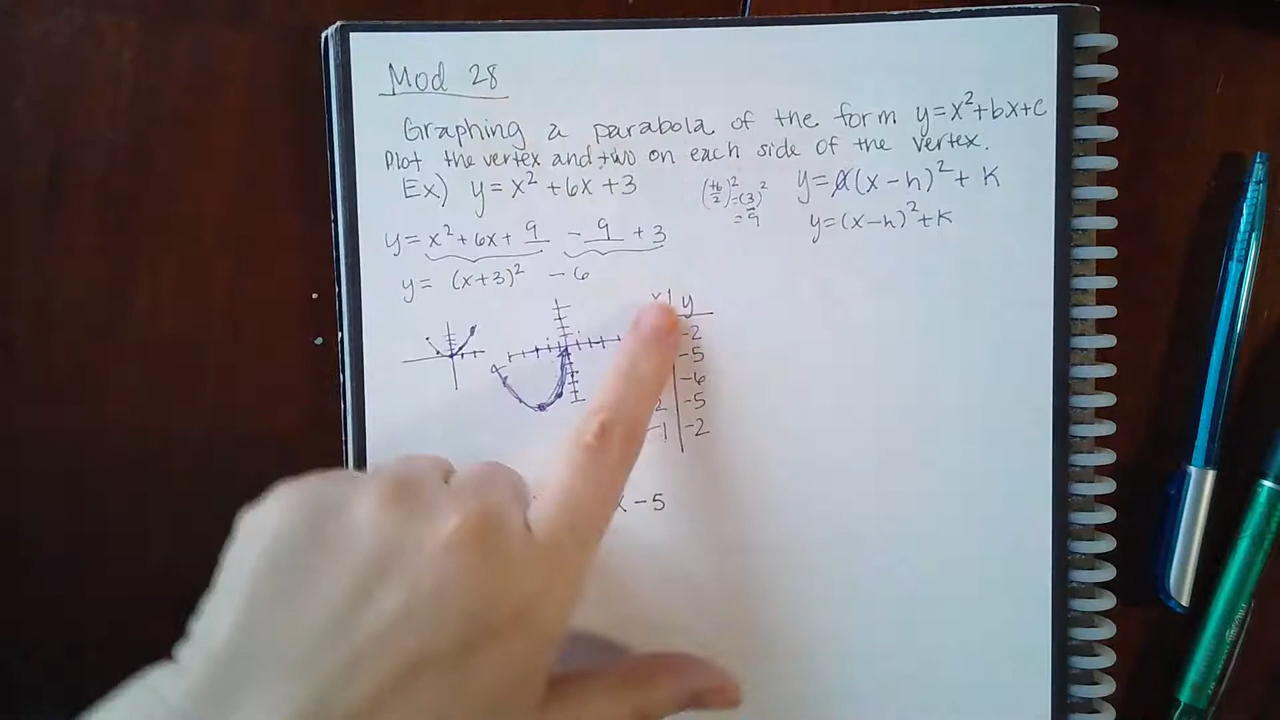 Mod 28
Graphing a parabola of the form y=x²+bx+c
Plot the vertex and two on each side of the vertex.
Ex) y=x²+6x+3
(+6/2)²=(3)²
=9
y=a(x-h)²+k
y=(x-h)²+k
y=x²+6x+9 -9+3
y= (x+3)² -6
x y
-2
-5
-6
2 -5
-1 -2
x-5